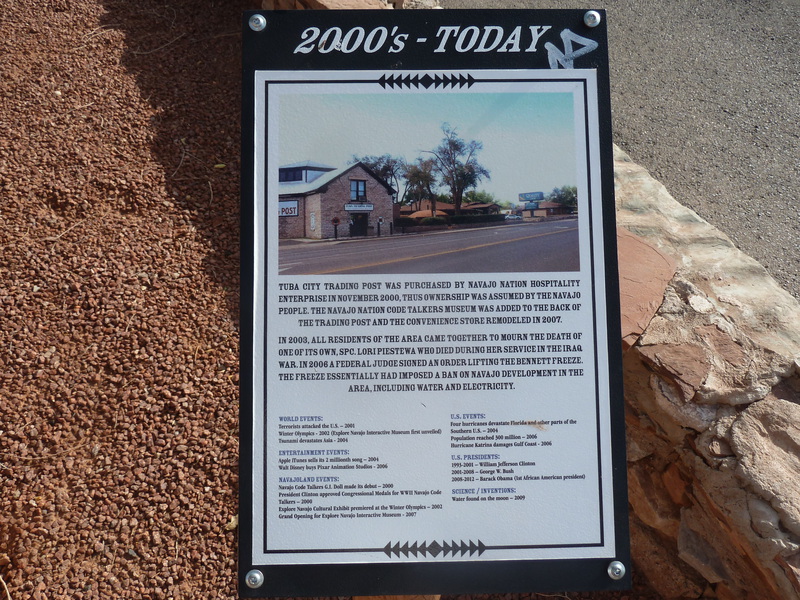 2000's - TODAY
POST
TUBA CITY TRADING POST WAS PURCHASED BY NAVAJO NATION HOSPITALITY
ENTERPRISE IN NOVEMBER 2000, THUS OWNERSHIP WAS ASSUMED BY THE NAVAJO
PEOPLE. THE NAVAJO NATION CODE TALKERS MUSEUM WAS ADDED TO THE BACK OF
THE TRADING POST AND THE CONVENIENCE STORE REMODELED IN 2007.
IN 2003, ALL RESIDENTS OF THE AREA CAME TOGETHER TO MOURN THE DEATH OF
ONE OF ITS OWN, SPC. LORI PIESTEWA WHO DIED DURING HER SERVICE IN THE IRAQ
WAR. IN 2006 A FEDERAL JUDGE SIGNED AN ORDER LIFTING THE BENNETT FREEZE.
THE FREEZE ESSENTIALLY HAD IMPOSED A BAN ON NAVAJO DEVELOPMENT IN THE
AREA, INCLUDING WATER AND ELECTRICITY.
WORLD EVENTS:
Terrorists attacked the U.S. – 2001
Winter Olympics - 2002 (Explore Navajo Interactive Museum first unveiled)
Tsunami devastates Asia - 2004
ENTERTAINMENT EVENTS:
Apple iTunes sells its 2 millionth song – 2004
Walt Disney buys Pixar Animation Studios - 2006
NAVAJOLAND EVENTS:
Navajo Code Talkers G.I. Doll made its debut – 2000
President Clinton approved Congressional Medals for WWII Navajo Code
Talkers – 2000
Explore Navajo Cultural Exhibit premiered at the Winter Olympics – 2002
Grand Opening for Explore Navajo Interactive Museum - 2007
U.S. EVENTS:
Four hurricanes devastate Florida and other parts of the
Southern U.S. – 2004
Population reached 300 million – 2006
Hurricane Katrina damages Gulf Coast - 2006
U.S. PRESIDENTS:
1993-2001 – William Jefferson Clinton
2001-2008 – George W. Bush
2008-2012 – Barack Obama (1st African American president)
SCIENCE / INVENTIONS:
Water found on the moon – 2009